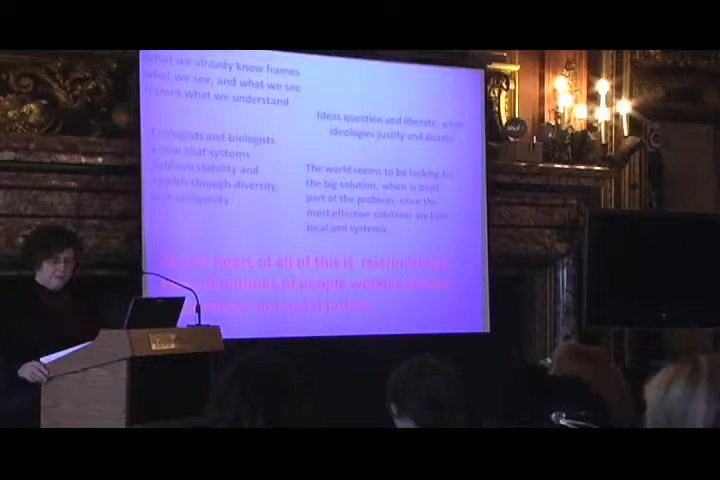 what we already know frames
what we see, and what we see
frames what we understand
Ideas question and liberate, while
ideologies justify and dictate
Ecologists and biologists
know that systems
achieve stability and
health through diversity,
not uniformity
The world seems to be looking for
the big solution, which is itself
part of the problem, since the
most effective solutions are both
local and systemic
the heart of all of this is relationships
of millions of people working